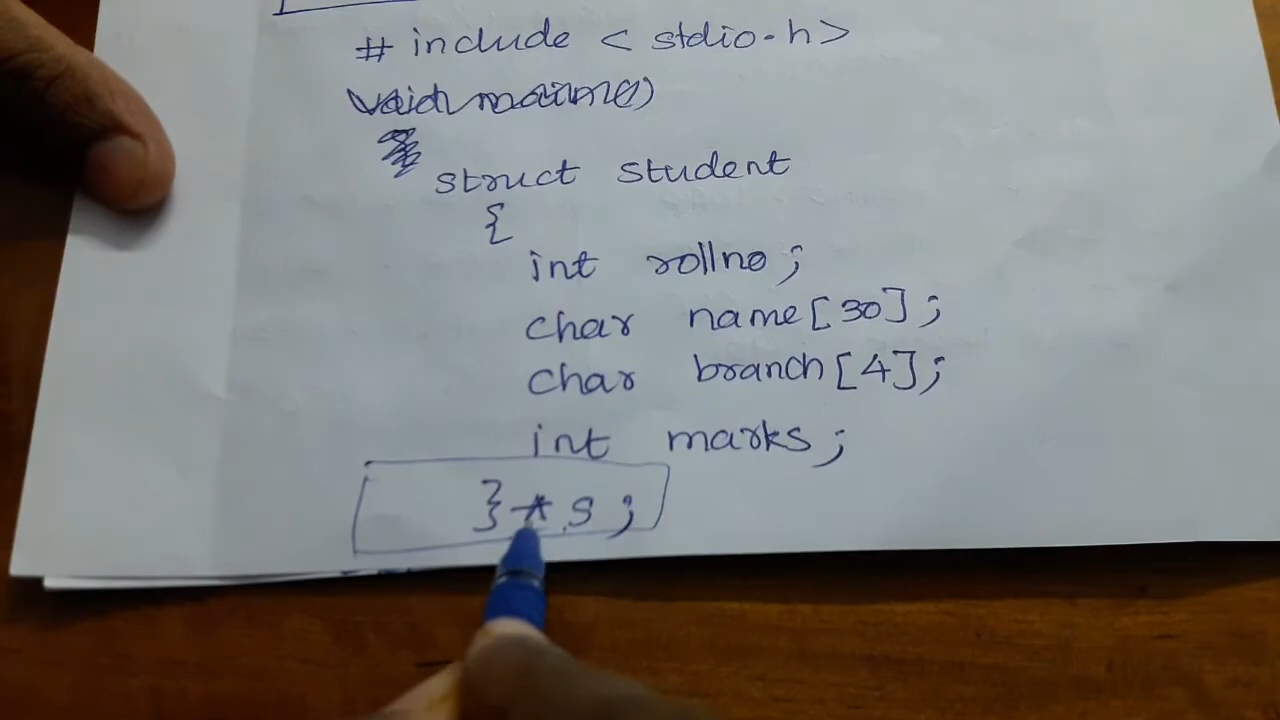 # include < stdio.h>
void main()
struct student
{
int rollno;
char name[30];
char branch[4];
int marks;
}*s;